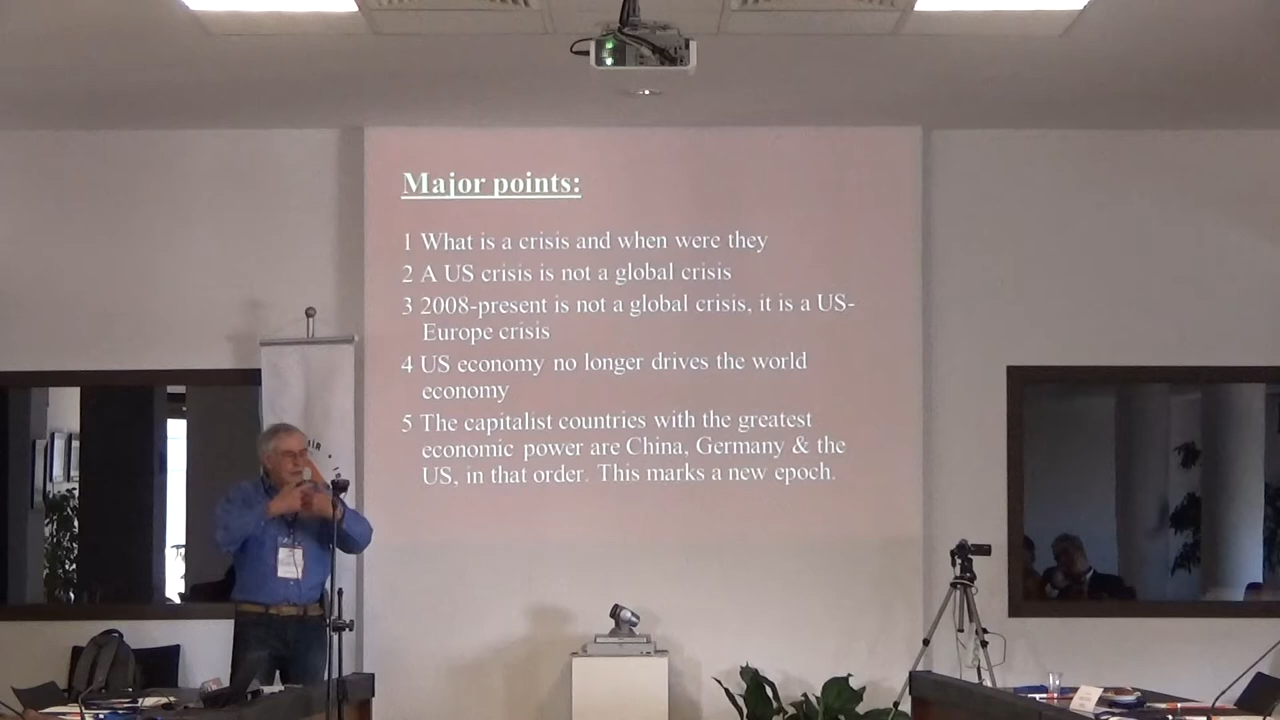 Major points:
1 What is a crisis and when were they
2 A US crisis is not a global crisis
3 2008-present is not a global crisis, it is a US-
Europe crisis
4 US economy no longer drives the world
economy
5 The capitalist countries with the greatest
economic power are China, Germany & the
US, in that order. This marks a new epoch.